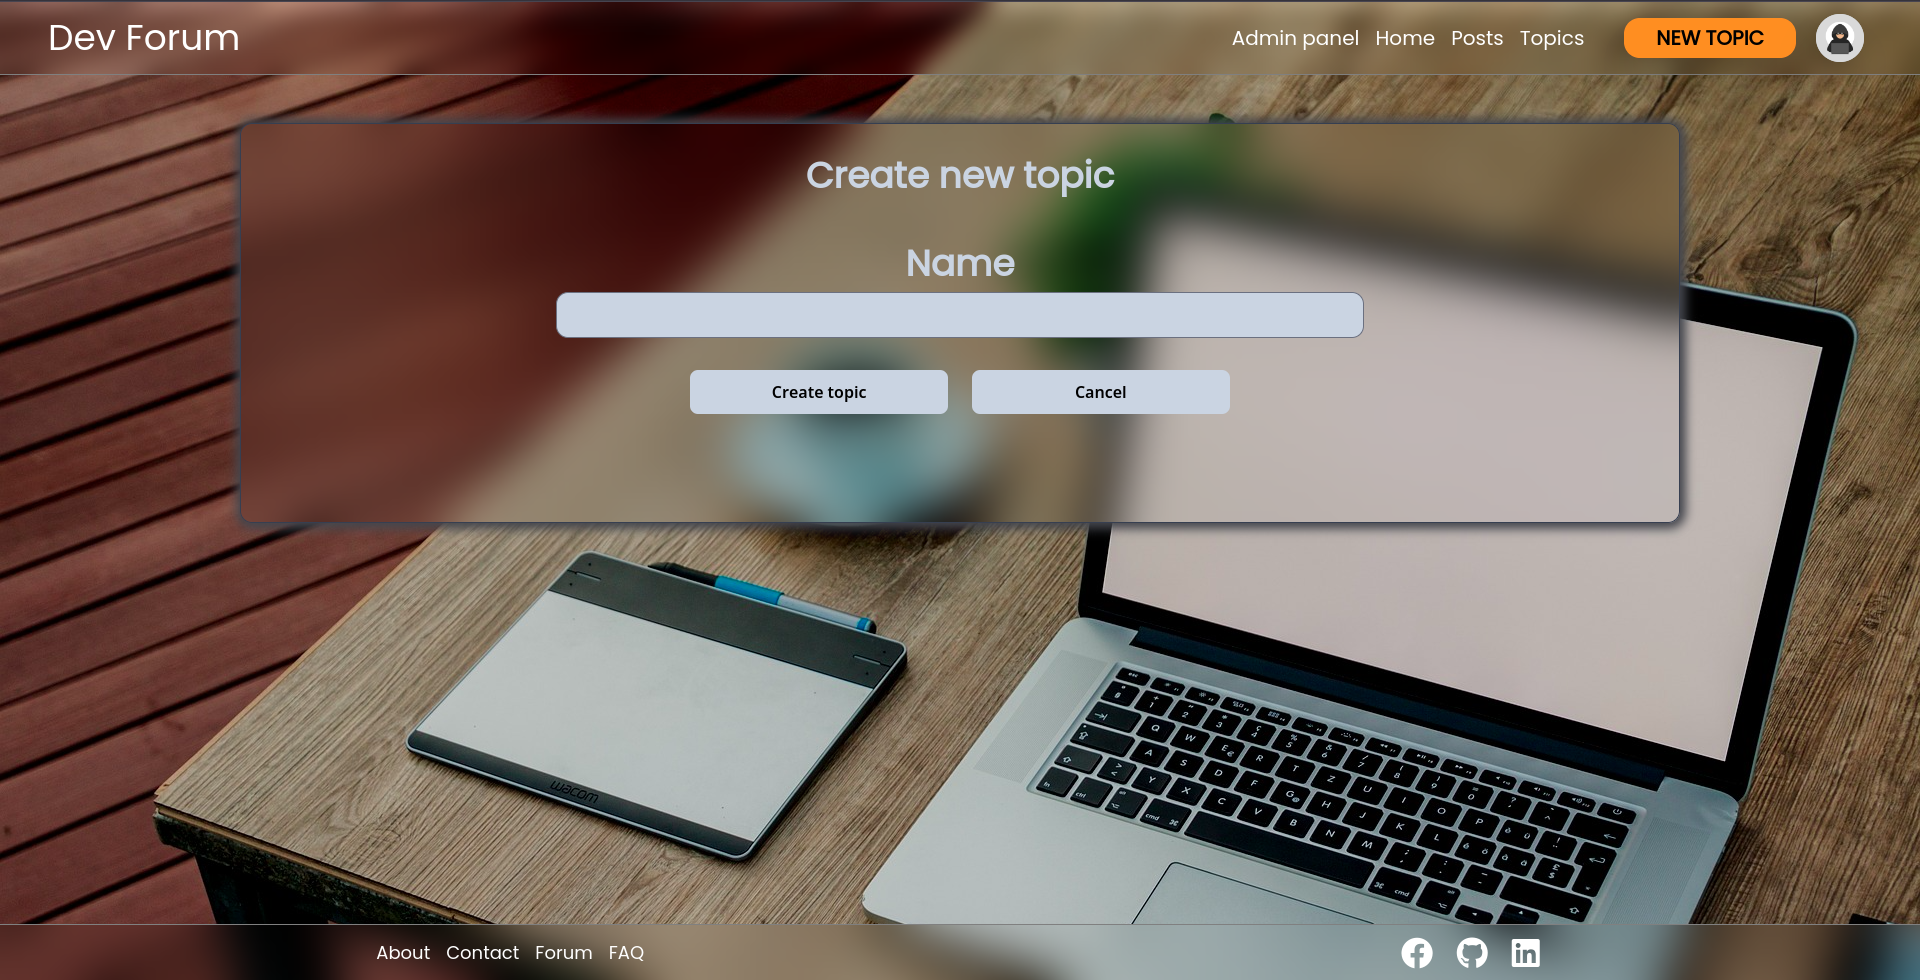 Dev Forum
Admin panel Home Posts Topics NEW TOPIC
Create new topic
Name
Create topic Cancel
wacom
About Contact Forum FAQ